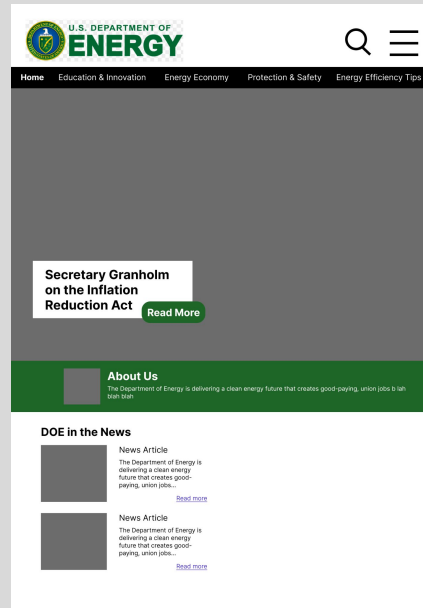 U.S. DEPARTMENT OF
ENERGY
Home Education & Innovation Energy Economy Protection & Safety Energy Efficiency Tips
Secretary Granholm
on the Inflation
Reduction Act
Read More
About Us
The Department of Energy is delivering a clean energy future that creates good-paying, union jobs b lah
blah blah
DOE in the News
News Article
The Department of Energy is
delivering a clean energy
future that creates good-
paying, union jobs...
Read more
News Article
The Department of Energy is
delivering a clean energy
future that creates good-
paying, union jobs...
Read more